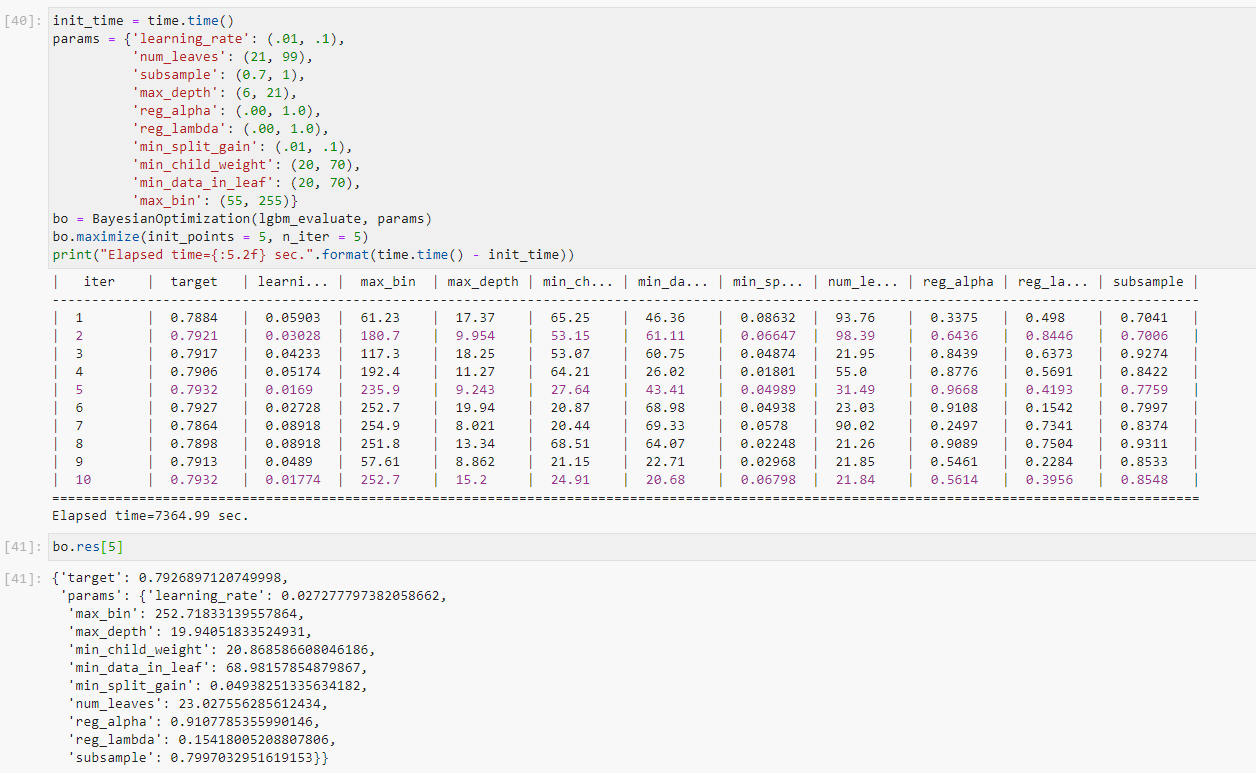 [40]: init_time = time.time()
params = {'learning_rate': (.01, .1),
'num_leaves': (21, 99),
'subsample': (0.7, 1),
'max_depth': (6, 21),
'reg_alpha': (.00, 1.0),
'reg_lambda': (.00, 1.0),
'min_split_gain': (.01, .1),
'min_child_weight': (20, 70),
'min_data_in_leaf': (20, 70),
'max_bin': (55, 255)}
bo = BayesianOptimization(lgbm_evaluate, params)
bo.maximize(init_points = 5, n_iter = 5)
print("Elapsed time={:5.2f} sec.".format(time.time() - init_time))
| iter | target | learni... | max_bin | max_depth | min_ch... | min_da... | min_sp... | num_le... | reg_alpha | reg_la... | subsample |
-------------------------------------------------------------------------------------------------------------------------------------------------
| 1 | 0.7884 | 0.05903 | 61.23 | 17.37 | 65.25 | 46.36 | 0.08632 | 93.76 | 0.3375 | 0.498 | 0.7041 |
| 2 | 0.7921 | 0.03028 | 180.7 | 9.954 | 53.15 | 61.11 | 0.06647 | 98.39 | 0.6436 | 0.8446 | 0.7006 |
| 3 | 0.7917 | 0.04233 | 117.3 | 18.25 | 53.07 | 60.75 | 0.04874 | 21.95 | 0.8439 | 0.6373 | 0.9274 |
| 4 | 0.7906 | 0.05174 | 192.4 | 11.27 | 64.21 | 26.02 | 0.01801 | 55.0 | 0.8776 | 0.5691 | 0.8422 |
| 5 | 0.7932 | 0.0169 | 235.9 | 9.243 | 27.64 | 43.41 | 0.04989 | 31.49 | 0.9668 | 0.4193 | 0.7759 |
| 6 | 0.7927 | 0.02728 | 252.7 | 19.94 | 20.87 | 68.98 | 0.04938 | 23.03 | 0.9108 | 0.1542 | 0.7997 |
| 7 | 0.7864 | 0.08918 | 254.9 | 8.021 | 20.44 | 69.33 | 0.0578 | 90.02 | 0.2497 | 0.7341 | 0.8374 |
| 8 | 0.7898 | 0.08918 | 251.8 | 13.34 | 68.51 | 64.07 | 0.02248 | 21.26 | 0.9089 | 0.7504 | 0.9311 |
| 9 | 0.7913 | 0.0489 | 57.61 | 8.862 | 21.15 | 22.71 | 0.02968 | 21.85 | 0.5461 | 0.2284 | 0.8533 |
| 10 | 0.7932 | 0.01774 | 252.7 | 15.2 | 24.91 | 20.68 | 0.06798 | 21.84 | 0.5614 | 0.3956 | 0.8548 |
=================================================================================================================================================
Elapsed time=7364.99 sec.
[41]: bo.res[5]
[41]: {'target': 0.7926897120749998,
'params': {'learning_rate': 0.027277797382058662,
'max_bin': 252.71833139557864,
'max_depth': 19.94051833524931,
'min_child_weight': 20.868586608046186,
'min_data_in_leaf': 68.98157854879867,
'min_split_gain': 0.04938251335634182,
'num_leaves': 23.027556285612434,
'reg_alpha': 0.9107785355990146,
'reg_lambda': 0.15418005208807806,
'subsample': 0.7997032951619153}}